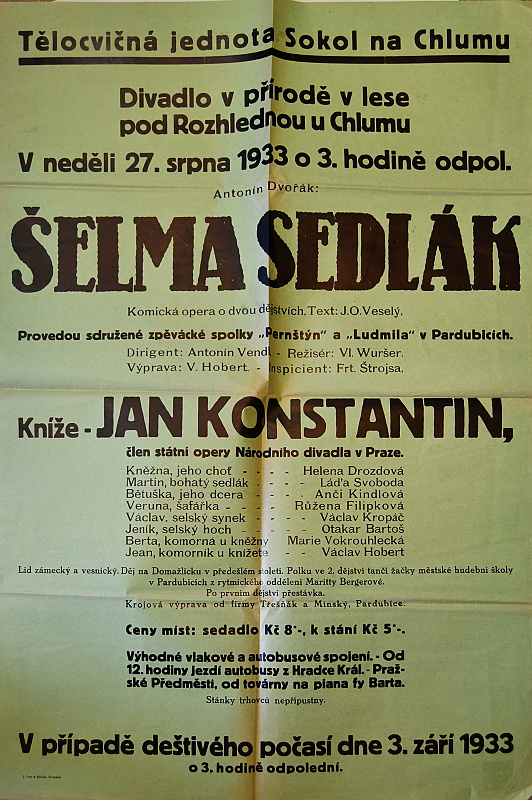 Tělocvičná jednota Sokol na Chlumu
Divadlo v přírodě v lese
pod Rozhlednou u Chlumu
V neděli 27. srpna 1933 o 3. hodině odpol.
Antonín Dvořák:
ŠELMA SEDLÁK
Komická opera o dvou dějstvích. Text: J.O.Veselý.
Provedou sdružené zpěvácké spolky „Pernštýn" a „Ludmila" v Pardubicích.
Dirigent: Antonín Vendl - Režisér: Vl. Wuršer.
Výprava: V. Hobert. - Inspicient: Frt. Štrojsa.
Kníže - JAN KONSTANTIN,
člen státní opery Národního divadla v Praze.
Kněžna, jeho choť - - - - Helena Drozdová
Martin, bohatý sedlák - - - - Láďa Svoboda
Bětuška, jeho dcera - - - - Anči Kindlová
Veruna, šafářka - - - - Růžena Filipková
Václav, selský synek - - - - Václav Kropáč
Jeník, selský hoch - - - - Otakar Bartoš
Berta, komorná u kněžny Marie Vokrouhlecká
Jean, komorník u knížete - - Václav Hobert
Lid zámecký a vesnický. Děj na Domažlicku v předešlém století. Polku ve 2. dějství tančí žačky městské hudební školy
v Pardubicích z rytmického oddělení Maritty Bergerové.
Po prvním dějství přestávka.
Krojová výprava od firmy Třešňák a Minský, Pardubice.
Ceny míst: sedadlo Kč 8·-, k stání Kč 5·-.
Výhodné vlakové a autobusové spojení. - Od
12. hodiny jezdí autobusy z Hradce Král. - Praž-
ské Předměstí, od továrny na piana fy Barta.
Stánky trhovců nepřípustny.
V případě deštivého počasí dne 3. září 1933
o 3. hodině odpolední.